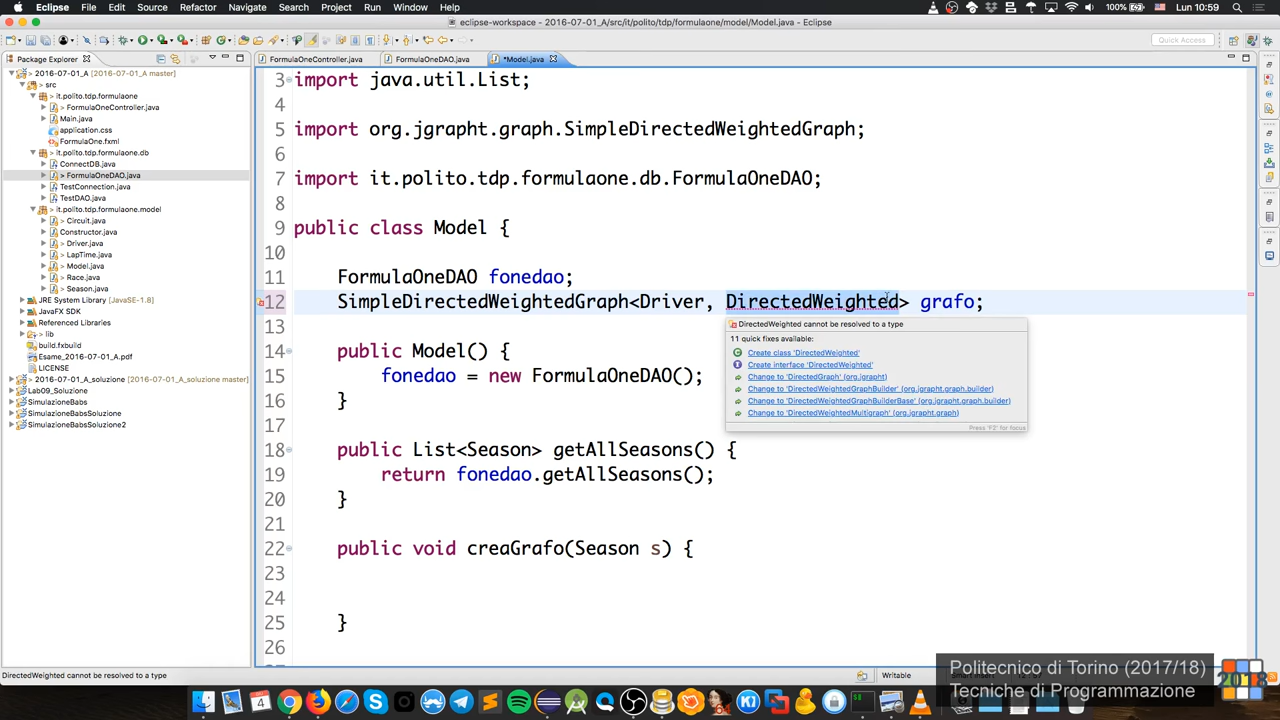 Eclipse File Edit Source Refactor Navigate Search Project Run Window Help
100% Lun 10:59
eclipse-workspace - 2016-07-01_A/src/it/polito/tdp/formulaone/model/Model.java - Eclipse
Quick Access
Package Explorer
> 2016-07-01_A [2016-07-01_A master]
> src
it.polito.tdp.formulaone
> FormulaOneController.java
Main.java
application.css
FormulaOne.fxml
it.polito.tdp.formulaone.db
ConnectDB.java
> FormulaOneDAO.java
TestConnection.java
TestDAO.java
it.polito.tdp.formulaone.model
> Circuit.java
Constructor.java
> Driver.java
> LapTime.java
> Model.java
> Race.java
> Season.java
JRE System Library [JavaSE-1.8]
JavaFX SDK
Referenced Libraries
> lib
build.fxbuild
Esame_2016-07-01_A.pdf
LICENSE
> 2016-07-01_A_soluzione [2016-07-01_A_soluzione master]
Lab09_Soluzione
SimulazioneBabs
SimulazioneBabsSoluzione
SimulazioneBabsSoluzione2
FormulaOneController.java FormulaOneDAO.java *Model.java
3 import java.util.List;
4
5 import org.jgrapht.graph.SimpleDirectedWeightedGraph;
6
7 import it.polito.tdp.formulaone.db.FormulaOneDAO;
8
9 public class Model {
10
11 FormulaOneDAO fonedao;
12 SimpleDirectedWeightedGraph<Driver, DirectedWeighted> grafo;
13
14 public Model() {
15 fonedao = new FormulaOneDAO();
16 }
17
18 public List<Season> getAllSeasons() {
19 return fonedao.getAllSeasons();
20 }
21
22 public void creaGrafo(Season s) {
23
24
25 }
26
DirectedWeighted cannot be resolved to a type
11 quick fixes available:
Create class 'DirectedWeighted'
Create interface 'DirectedWeighted'
Change to 'DirectedGraph' (org.jgrapht)
Change to 'DirectedWeightedGraphBuilder' (org.jgrapht.graph.builder)
Change to 'DirectedWeightedGraphBuilderBase' (org.jgrapht.graph.builder)
Change to 'DirectedWeightedMultigraph' (org.jgrapht.graph)
Press 'F2' for focus
DirectedWeighted cannot be resolved to a type
Writable
Politecnico di Torino (2017/18)
Tecniche di Programmazione
2018